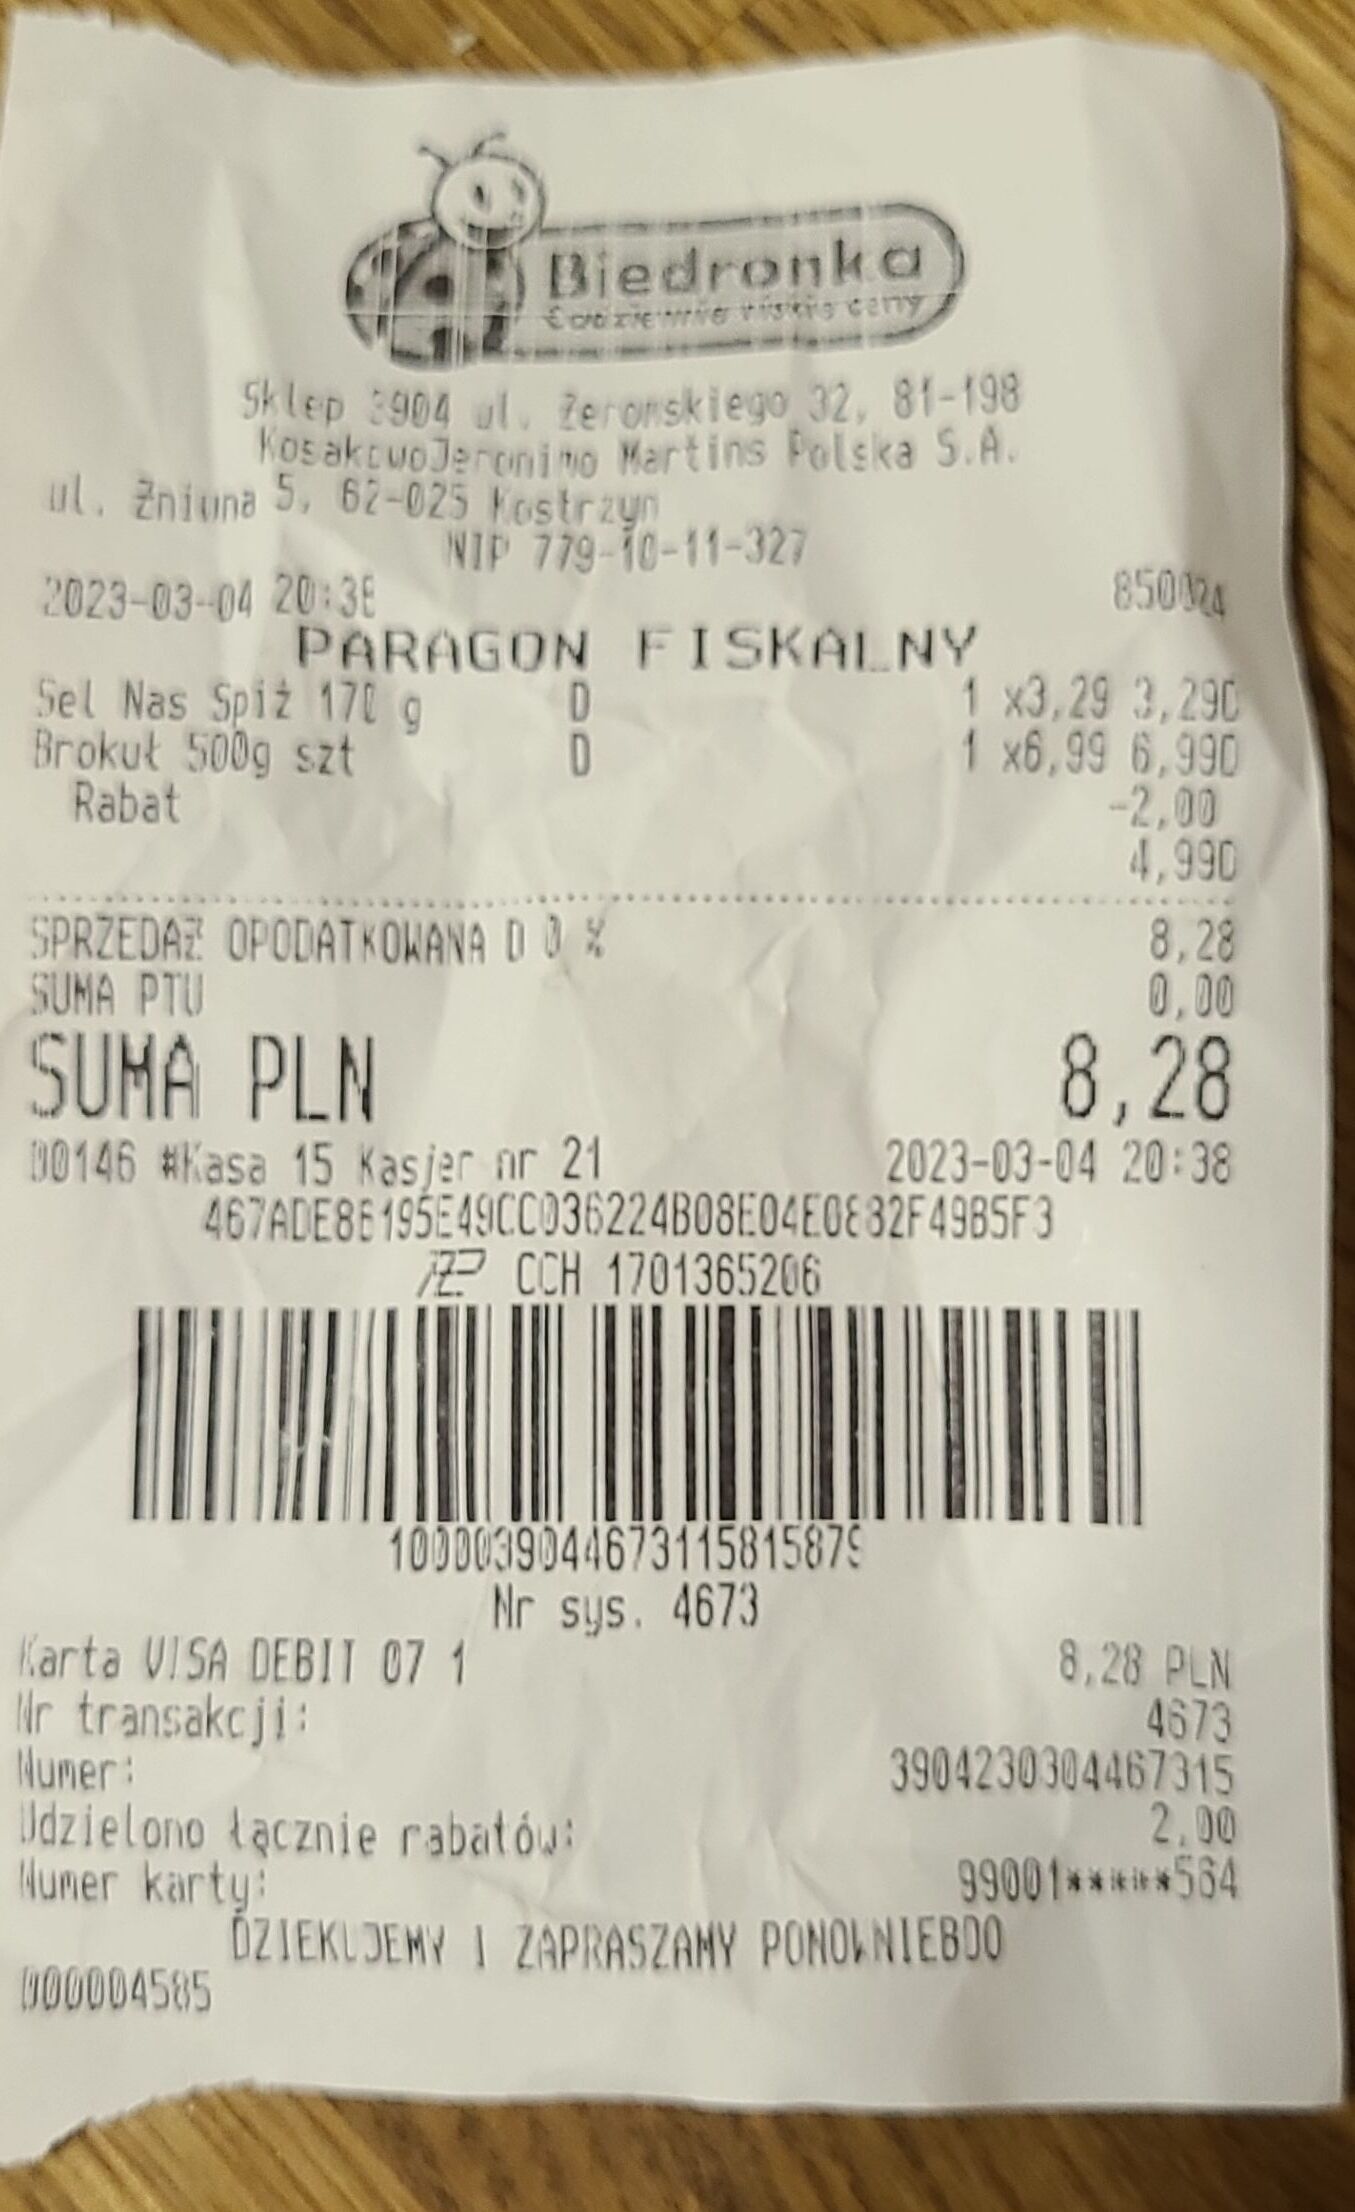 Biedronka
Codziennie niskie ceny
Sklep 3904 ul. Żeromskiego 32, 81-198
KosakowoJeronimo Martins Polska S.A.
ul. Żniwna 5, 62-025 Kostrzyn
NIP 779-10-11-327
2023-03-04 20:38 850024
PARAGON FISKALNY
Sel Nas Spiż 170 g D 1 x3,29 3,29D
Brokuł 500g szt D 1 x6,99 6,99D
Rabat -2,00
4,99D
SPRZEDAŻ OPODATKOWANA D 0 % 8,28
SUMA PTU 0,00
SUMA PLN 8,28
00146 #Kasa 15 Kasjer nr 21 2023-03-04 20:38
CCH 1701365206
1000039044673115815879
Nr sys. 4673
Karta VISA DEBIT 07 1 8,28 PLN
Nr transakcji: 4673
Numer: 3904230304467315
Udzielono łącznie rabatów: 2,00
Numer karty: 99001*****564
DZIEKUJEMY I ZAPRASZAMY PONOWNIEBDO
000004585